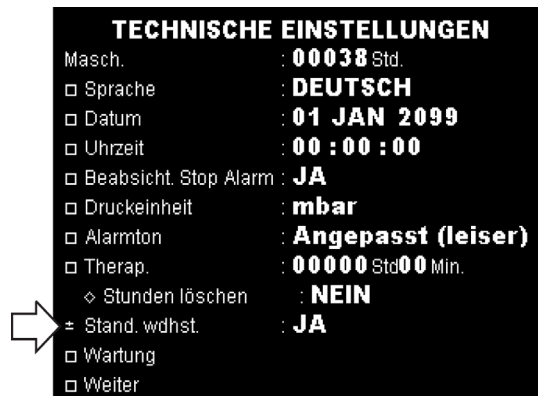 TECHNISCHE EINSTELLUNGEN
Masch. : 00038 Std.
Sprache : DEUTSCH
Datum : 01 JAN 2099
Uhrzeit : 00 : 00 : 00
Beabsicht. Stop Alarm : JA
Druckeinheit : mbar
Alarmton : Angepasst (leiser)
Therap. : 00000 Std 00 Min.
Stunden löschen : NEIN
± Stand. wdhst. : JA
Wartung
Weiter